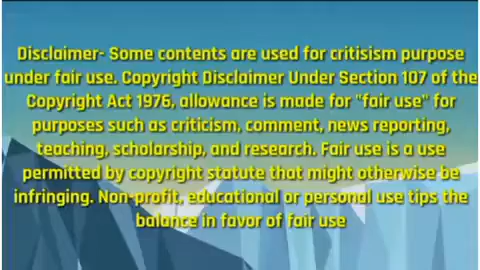 Disclaimer- Some contents are used for critisism purpose
under fair use. Copyright Disclaimer Under Section 107 of the
Copyright Act 1976, allowance is made for "fair use" for
purposes such as criticism, comment, news reporting,
teaching, scholarship, and research. Fair use is a use
permitted by copyright statute that might otherwise be
infringing. Non-profit, educational or personal use tips the
balance in favor of fair use